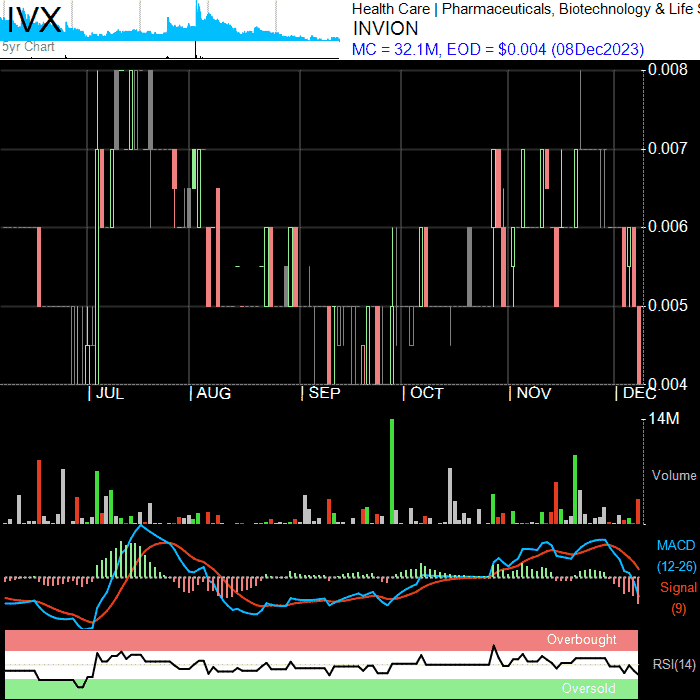 IVX
5yr Chart
Health Care | Pharmaceuticals, Biotechnology & Life S
INVION
MC = 32.1M, EOD = $0.004 (08Dec2023)
0.008
0.007
0.006
0.005
0.004
| JUL | AUG | SEP | OCT | NOV | DEC
14M
Volume
MACD
(12-26)
Signal
(9)
Overbought
RSI(14)
Oversold